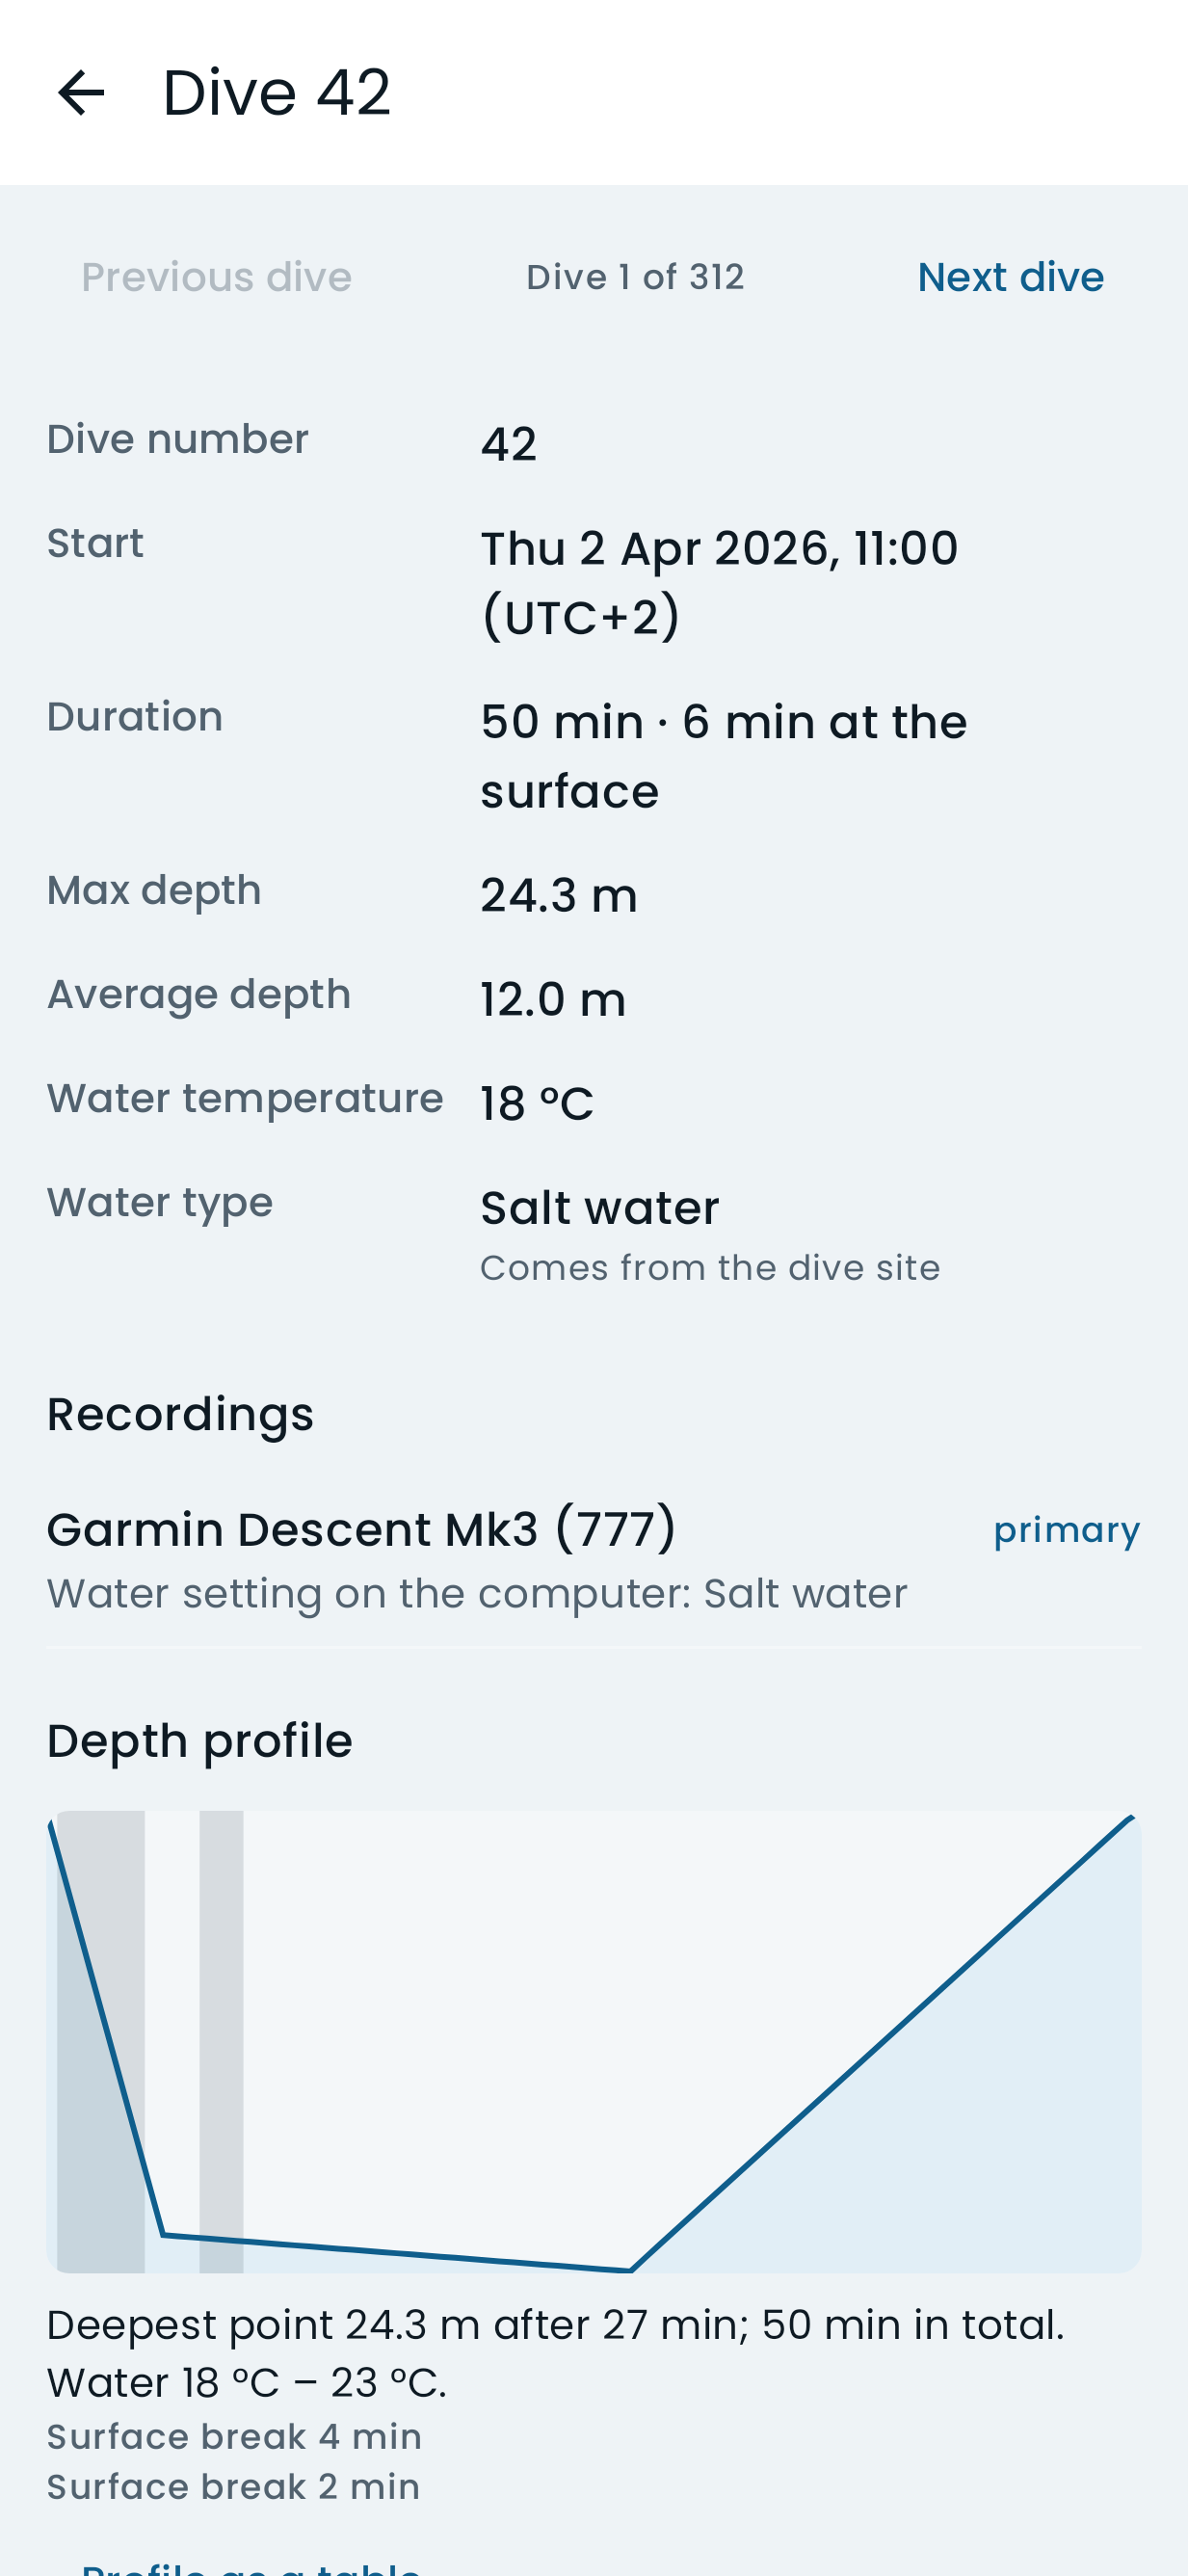 Dive 42
Previous dive
Dive 1 of 312
Next dive
Dive number
42
Start
Thu 2 Apr 2026, 11:00
(UTC+2)
Duration
50 min · 6 min at the
surface
Max depth
24.3 m
Average depth
12.0 m
Water temperature
18 °C
Water type
Salt water
Comes from the dive site
Recordings
Garmin Descent Mk3 (777)
primary
Water setting on the computer: Salt water
Depth profile
Deepest point 24.3 m after 27 min; 50 min in total.
Water 18 °C – 23 °C.
Surface break 4 min
Surface break 2 min
Profile as a table